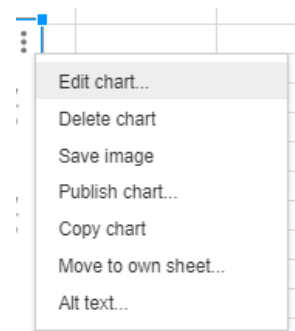 Edit chart...
Delete chart
Save image
Publish chart...
Copy chart
Move to own sheet...
Alt text...